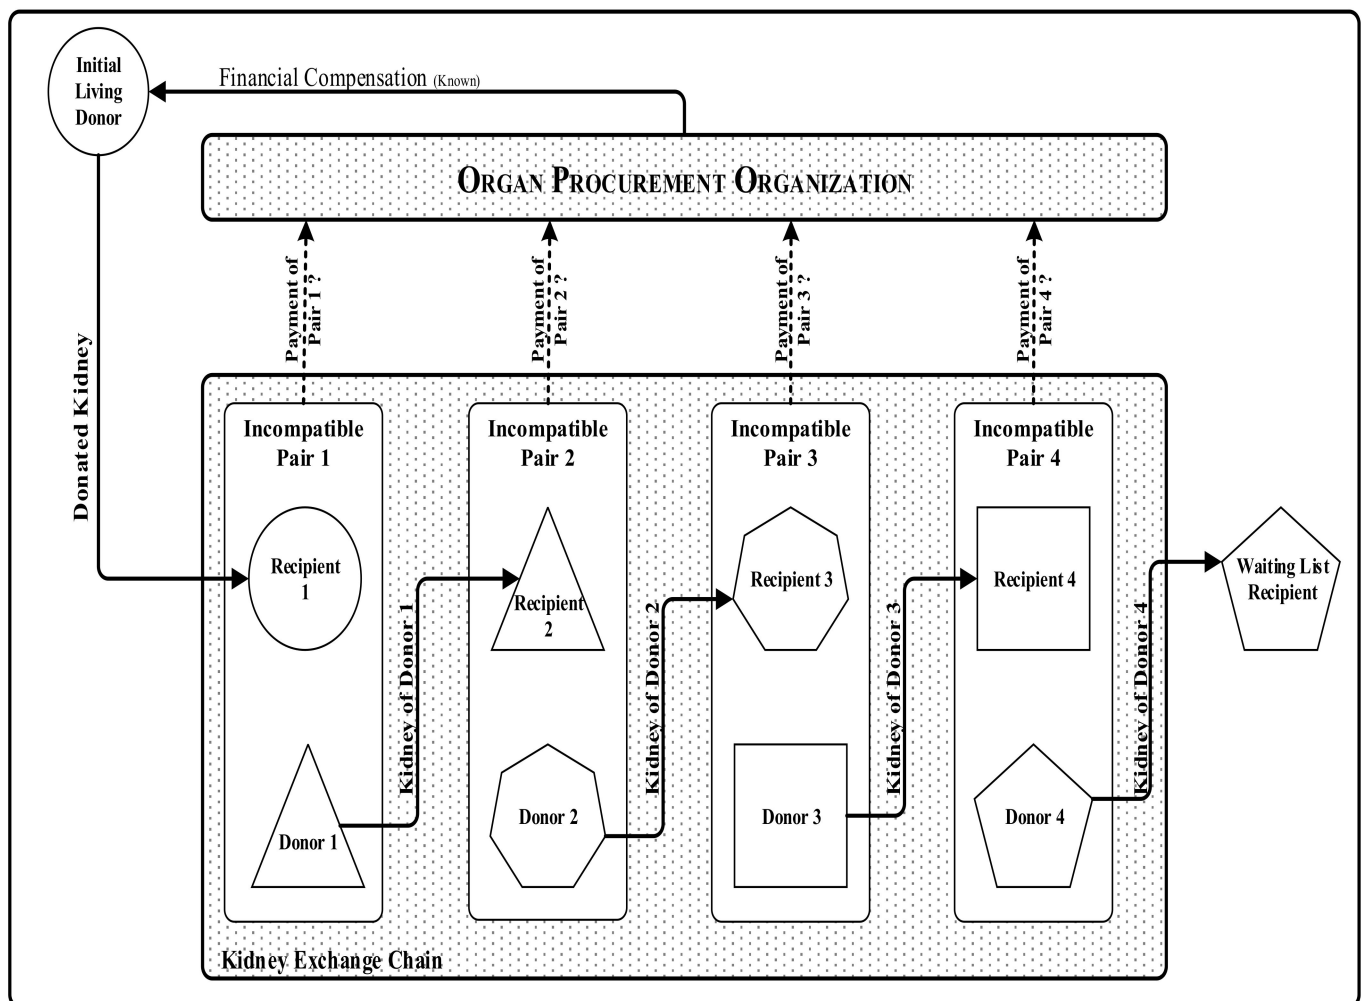 Initial
Living
Donor
Financial Compensation (Known)
ORGAN PROCUREMENT ORGANIZATION
Donated Kidney
Payment of
Pair 1 ?
Payment of
Pair 2 ?
Payment of
Pair 3 ?
Payment of
Pair 4 ?
Incompatible
Pair 1
Incompatible
Pair 2
Incompatible
Pair 3
Incompatible
Pair 4
Recipient
1
Recipient
2
Recipient 3
Recipient 4
Waiting List
Recipient
Kidney of Donor 1
Kidney of Donor 2
Kidney of Donor 3
Kidney of Donor 4
Donor 1
Donor 2
Donor 3
Donor 4
Kidney Exchange Chain